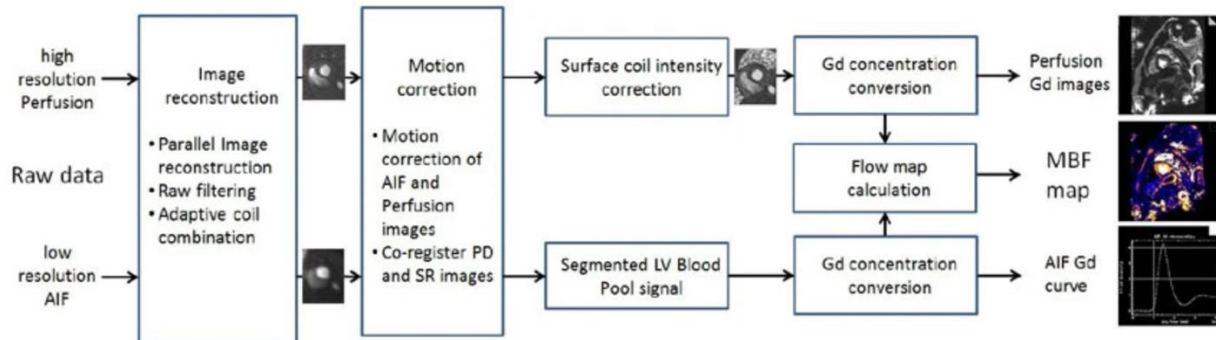 high
resolution
Perfusion
Raw data
low
resolution
AIF
Image
reconstruction
• Parallel Image
reconstruction
• Raw filtering
• Adaptive coil
combination
Motion
correction
• Motion
correction of
AIF and
Perfusion
images
• Co-register PD
and SR images
Surface coil intensity
correction
Segmented LV Blood
Pool signal
Gd concentration
conversion
Flow map
calculation
Gd concentration
conversion
Perfusion
Gd images
MBF
map
AIF Gd
curve